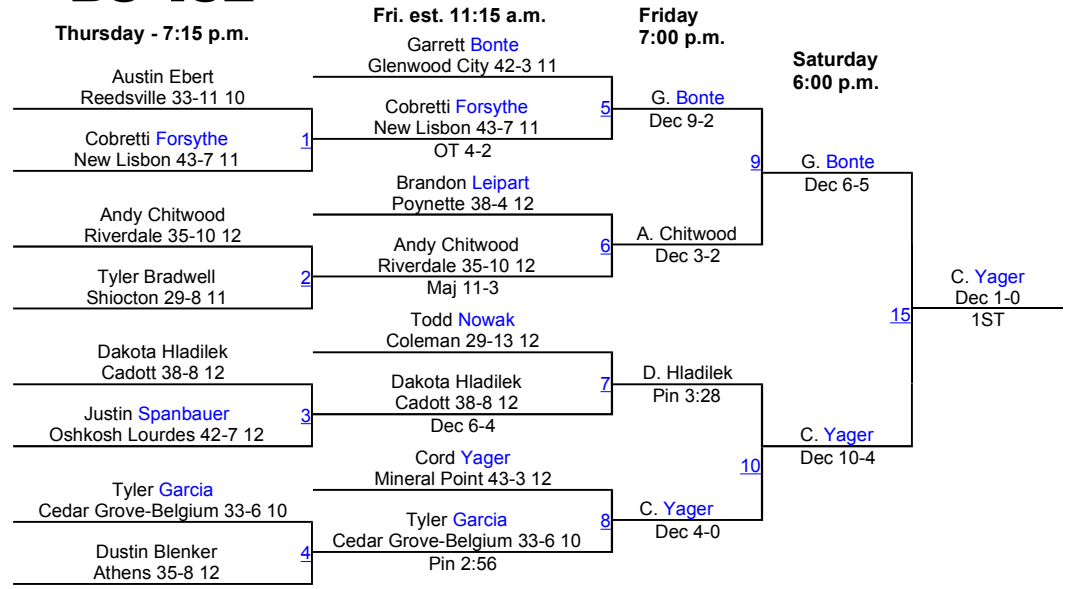 Thursday - 7:15 p.m.
Fri. est. 11:15 a.m.
Friday
7:00 p.m.
Saturday
6:00 p.m.
Austin Ebert
Reedsville 33-11 10
Cobretti Forsythe
New Lisbon 43-7 11
1
Andy Chitwood
Riverdale 35-10 12
Tyler Bradwell
Shiocton 29-8 11
2
Dakota Hladilek
Cadott 38-8 12
Justin Spanbauer
Oshkosh Lourdes 42-7 12
3
Tyler Garcia
Cedar Grove-Belgium 33-6 10
Dustin Blenker
Athens 35-8 12
4
Garrett Bonte
Glenwood City 42-3 11
Cobretti Forsythe
New Lisbon 43-7 11
OT 4-2
5
Brandon Leipart
Poynette 38-4 12
Andy Chitwood
Riverdale 35-10 12
Maj 11-3
6
Todd Nowak
Coleman 29-13 12
Dakota Hladilek
Cadott 38-8 12
Dec 6-4
7
Cord Yager
Mineral Point 43-3 12
Tyler Garcia
Cedar Grove-Belgium 33-6 10
Pin 2:56
8
G. Bonte
Dec 9-2
A. Chitwood
Dec 3-2
9
D. Hladilek
Pin 3:28
C. Yager
Dec 4-0
10
G. Bonte
Dec 6-5
C. Yager
Dec 10-4
15
C. Yager
Dec 1-0
1ST